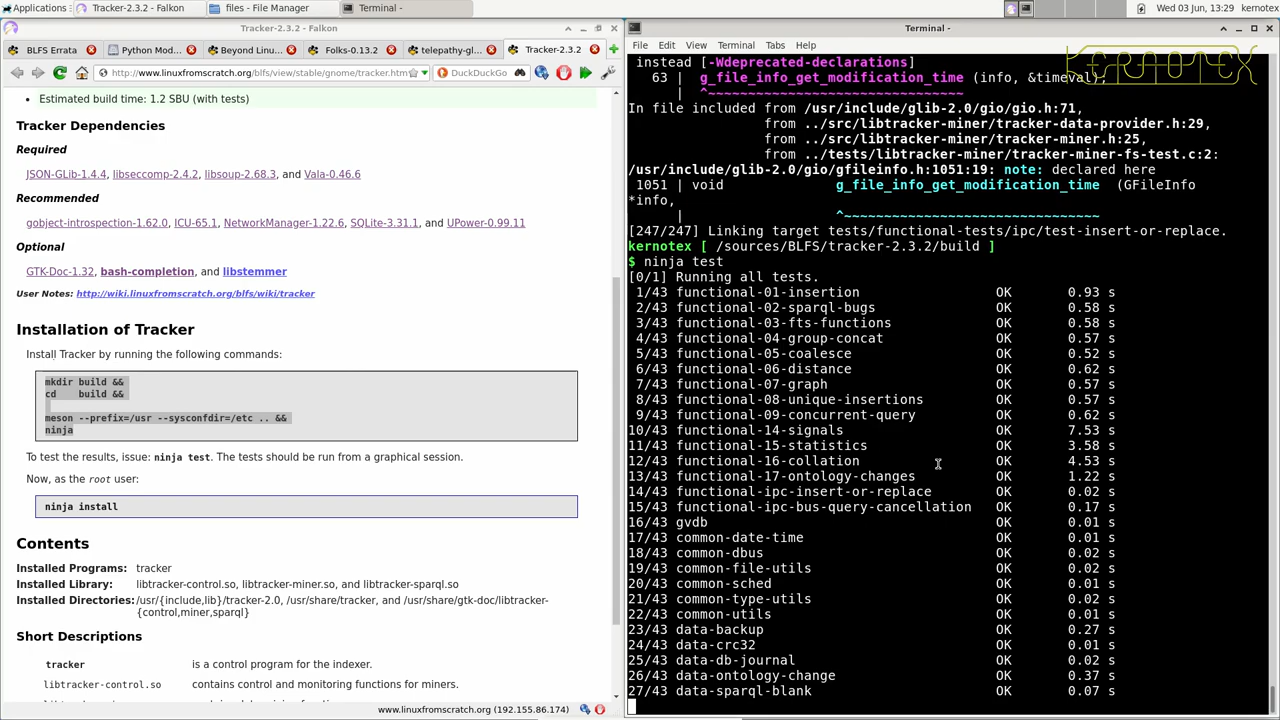 Applications
Tracker-2.3.2 - Falkon
files - File Manager
Terminal -
Wed 03 Jun, 13:29 kernotex
Tracker-2.3.2 - Falkon
BLFS Errata
Python Mod...
Beyond Linu...
Folks-0.13.2
telepathy-gl...
Tracker-2.3.2
http://www.linuxfromscratch.org/blfs/view/stable/gnome/tracker.htm
DuckDuckGo
• Estimated build time: 1.2 SBU (with tests)
Tracker Dependencies
Required
JSON-GLib-1.4.4, libseccomp-2.4.2, libsoup-2.68.3, and Vala-0.46.6
Recommended
gobject-introspection-1.62.0, ICU-65.1, NetworkManager-1.22.6, SQLite-3.31.1, and UPower-0.99.11
Optional
GTK-Doc-1.32, bash-completion, and libstemmer
User Notes: http://wiki.linuxfromscratch.org/blfs/wiki/tracker
Installation of Tracker
Install Tracker by running the following commands:
mkdir build &&
cd    build &&
meson --prefix=/usr --sysconfdir=/etc .. &&
ninja
To test the results, issue: ninja test. The tests should be run from a graphical session.
Now, as the root user:
ninja install
Contents
Installed Programs: tracker
Installed Library: libtracker-control.so, libtracker-miner.so, and libtracker-sparql.so
Installed Directories: /usr/{include,lib}/tracker-2.0, /usr/share/tracker, and /usr/share/gtk-doc/libtracker-
{control,miner,sparql}
Short Descriptions
tracker is a control program for the indexer.
libtracker-control.so contains control and monitoring functions for miners.
www.linuxfromscratch.org (192.155.86.174)
Terminal -
File Edit View Terminal Tabs Help
KERNOTEX
instead [-Wdeprecated-declarations]
63 |   g_file_info_get_modification_time (info, &timeval);
|   ^~~~~~~~~~~~~~~~~~~~~~~~~~~~~~~~~
In file included from /usr/include/glib-2.0/gio/gio.h:71,
from ../src/libtracker-miner/tracker-data-provider.h:29,
from ../src/libtracker-miner/tracker-miner.h:25,
from ../tests/libtracker-miner/tracker-miner-fs-test.c:2:
/usr/include/glib-2.0/gio/gfileinfo.h:1051:19: note: declared here
1051 | void              g_file_info_get_modification_time  (GFileInfo
*info,
|                   ^~~~~~~~~~~~~~~~~~~~~~~~~~~~~~~~~
[247/247] Linking target tests/functional-tests/ipc/test-insert-or-replace.
kernotex [ /sources/BLFS/tracker-2.3.2/build ]
$ ninja test
[0/1] Running all tests.
1/43 functional-01-insertion OK 0.93 s
2/43 functional-02-sparql-bugs OK 0.58 s
3/43 functional-03-fts-functions OK 0.58 s
4/43 functional-04-group-concat OK 0.57 s
5/43 functional-05-coalesce OK 0.52 s
6/43 functional-06-distance OK 0.62 s
7/43 functional-07-graph OK 0.57 s
8/43 functional-08-unique-insertions OK 0.57 s
9/43 functional-09-concurrent-query OK 0.62 s
10/43 functional-14-signals OK 7.53 s
11/43 functional-15-statistics OK 3.58 s
12/43 functional-16-collation OK 4.53 s
13/43 functional-17-ontology-changes OK 1.22 s
14/43 functional-ipc-insert-or-replace OK 0.02 s
15/43 functional-ipc-bus-query-cancellation OK 0.17 s
16/43 gvdb OK 0.01 s
17/43 common-date-time OK 0.01 s
18/43 common-dbus OK 0.02 s
19/43 common-file-utils OK 0.02 s
20/43 common-sched OK 0.01 s
21/43 common-type-utils OK 0.02 s
22/43 common-utils OK 0.01 s
23/43 data-backup OK 0.27 s
24/43 data-crc32 OK 0.01 s
25/43 data-db-journal OK 0.02 s
26/43 data-ontology-change OK 0.37 s
27/43 data-sparql-blank OK 0.07 s